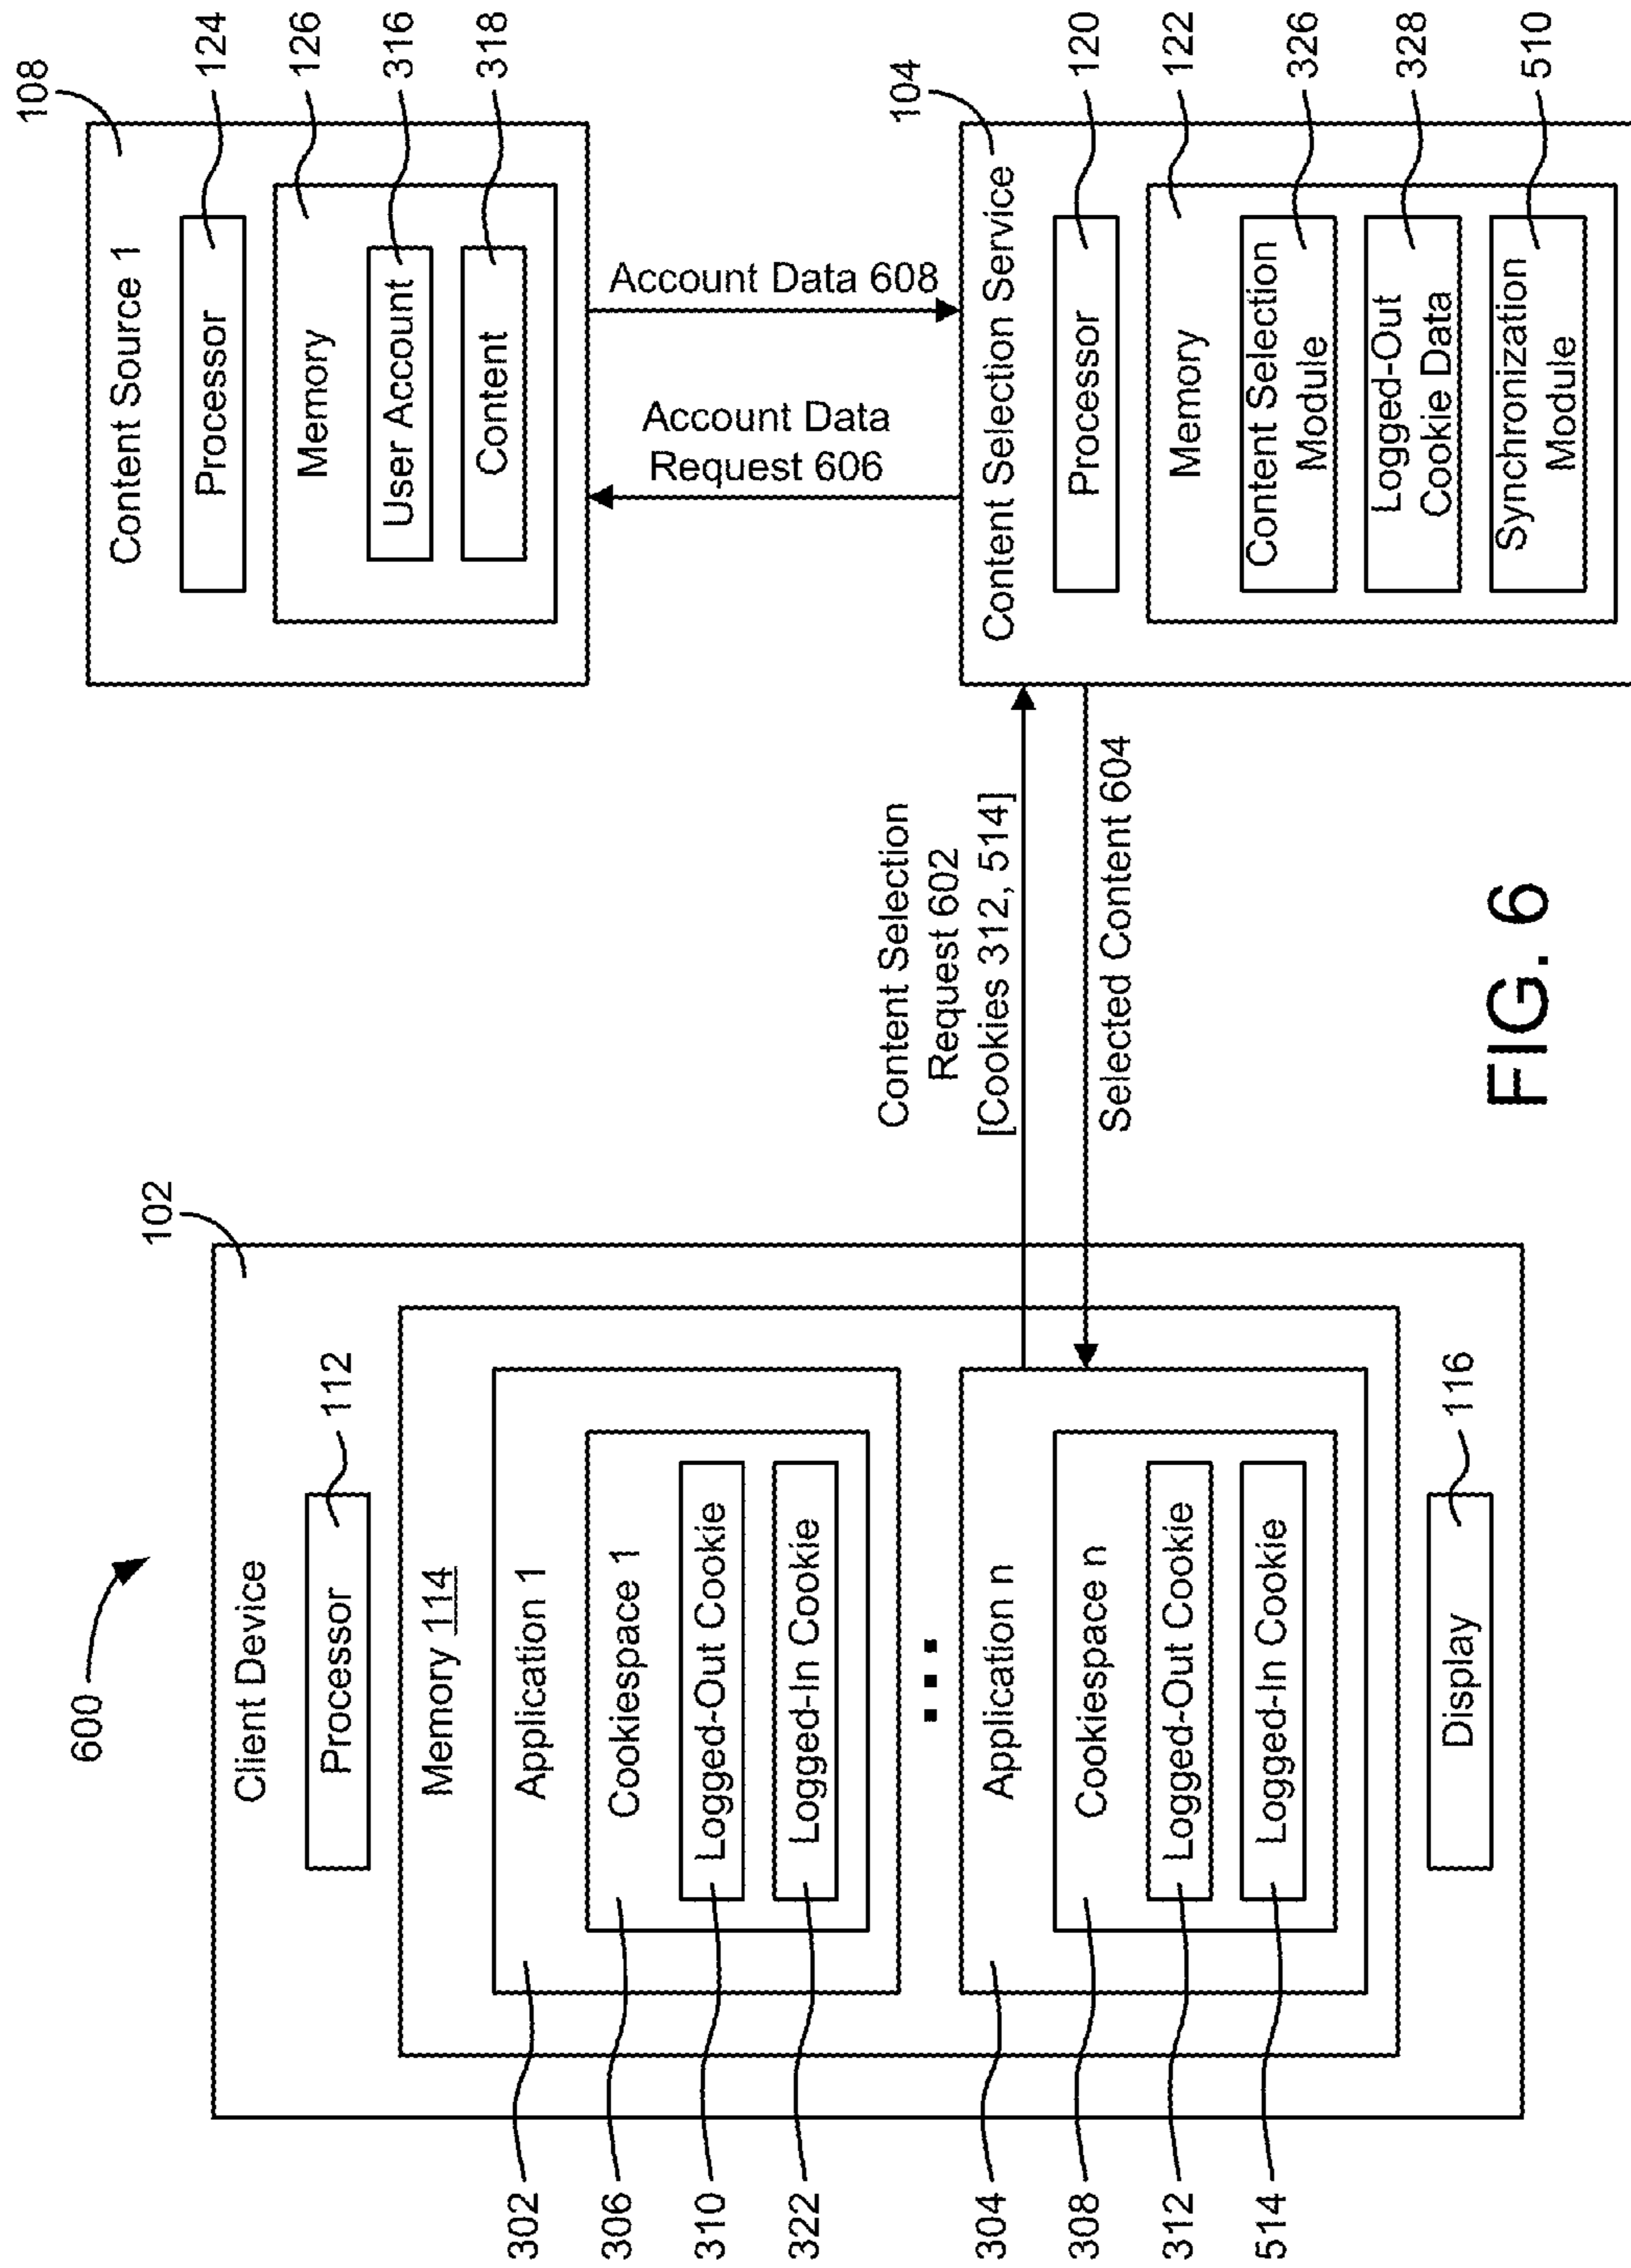 600
102
Client Device
Processor
112
Memory 114
Application 1
Cookiespace 1
Logged-Out Cookie
Logged-In Cookie
302
306
310
322
Application n
Cookiespace n
Logged-Out Cookie
Logged-In Cookie
304
308
312
514
Display
116
Content Selection
Request 602
[Cookies 312, 514]
Selected Content 604
108
Content Source 1
Processor
124
Memory
126
User Account
316
Content
318
Account Data
Request 606
Account Data 608
104
Content Selection Service
Processor
120
Memory
122
Content Selection
Module
326
Logged-Out
Cookie Data
328
Synchronization
Module
510
FIG. 6